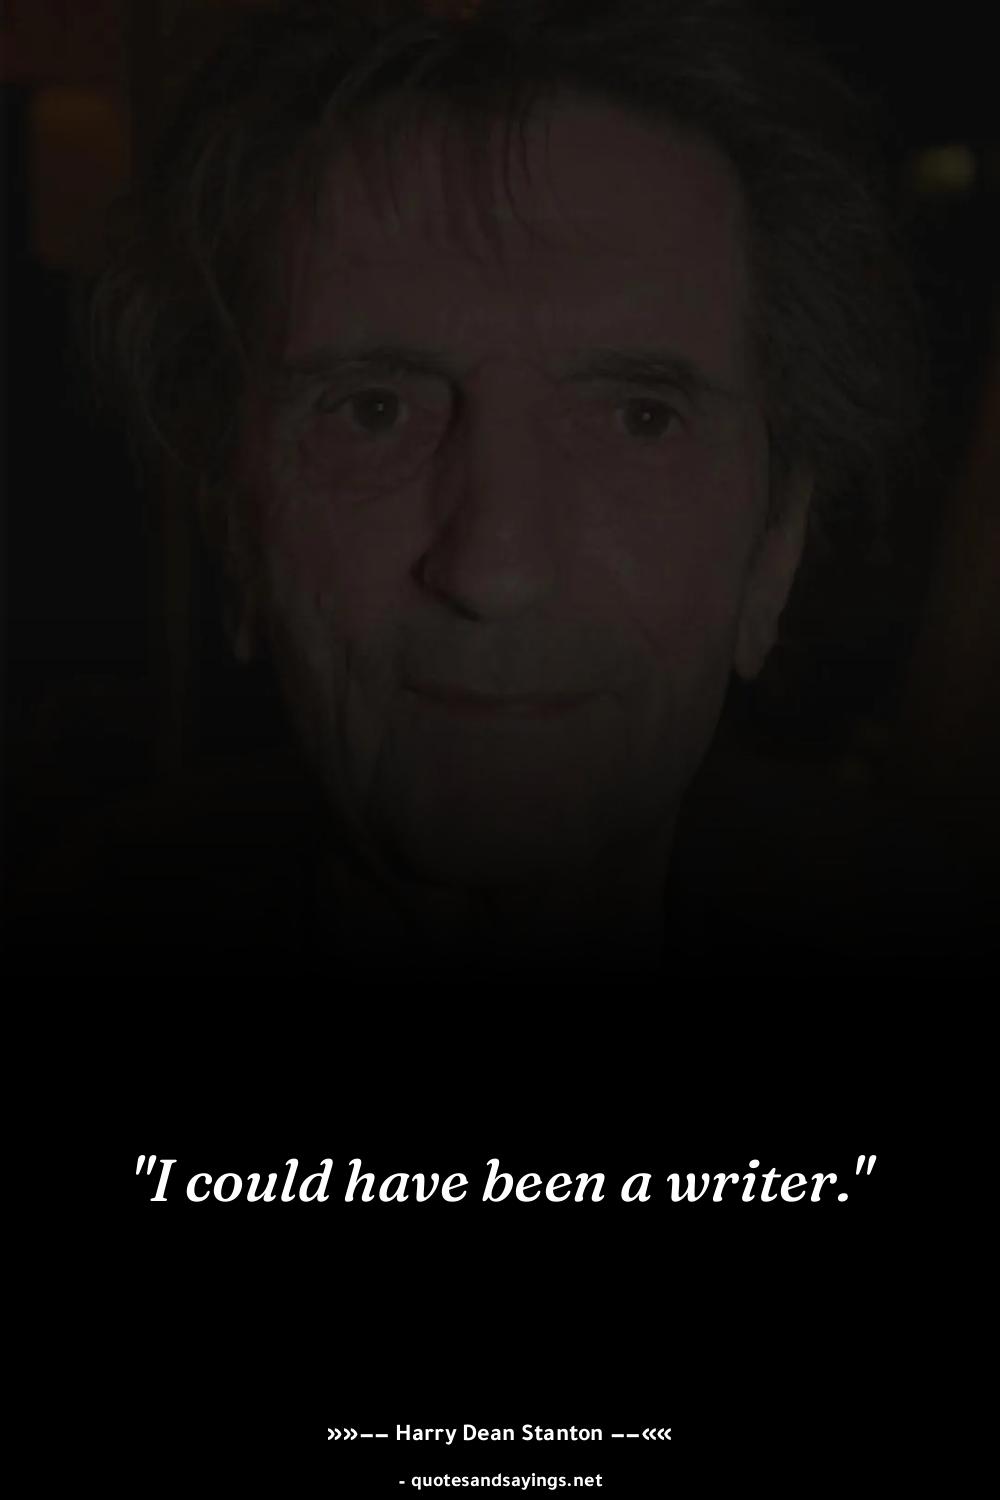 "I could have been a writer."
»»–– Harry Dean Stanton ––««
- quotesandsayings.net